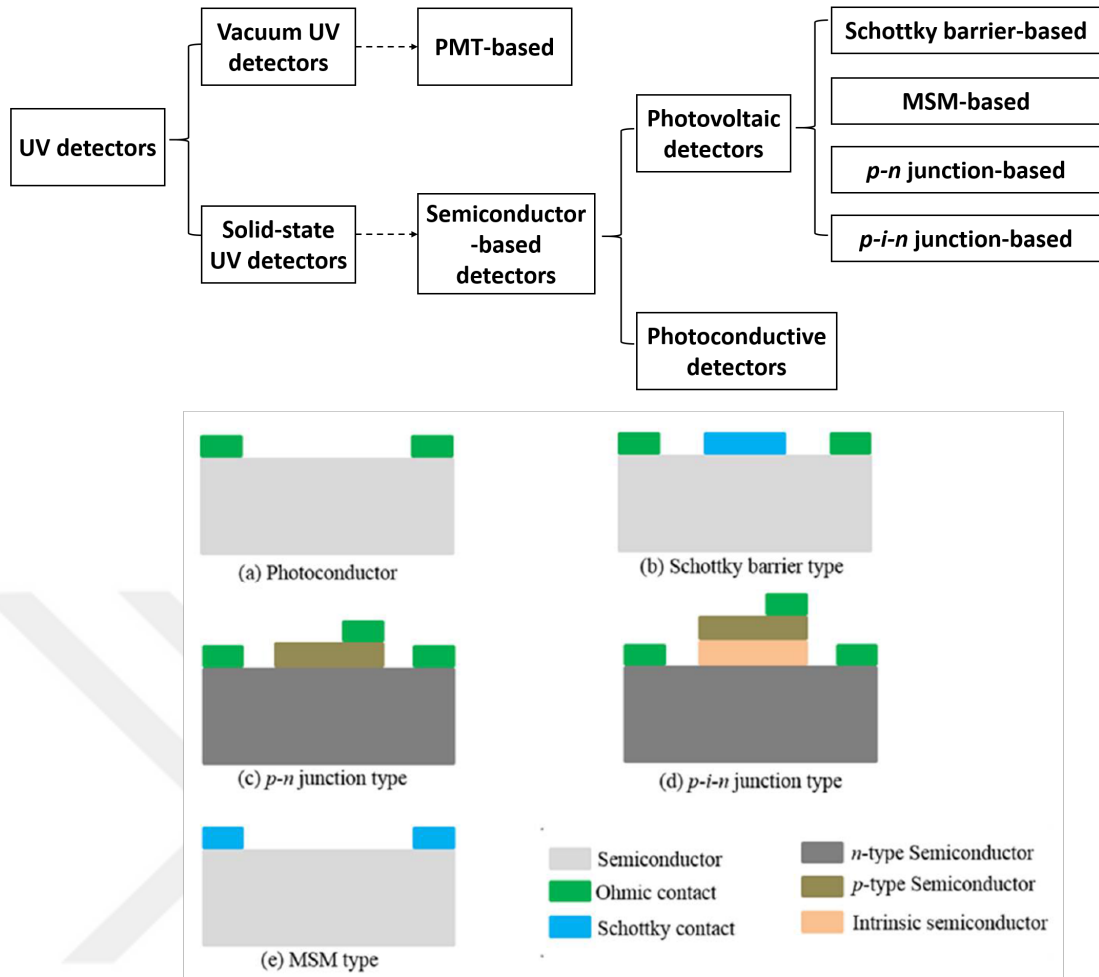 UV detectors
Vacuum UV
detectors
PMT-based
Solid-state
UV detectors
Semiconductor
-based
detectors
Photovoltaic
detectors
Photoconductive
detectors
Schottky barrier-based
MSM-based
p-n junction-based
p-i-n junction-based
(a) Photoconductor
(b) Schottky barrier type
(c) p-n junction type
(d) p-i-n junction type
(e) MSM type
Semiconductor
Ohmic contact
Schottky contact
n-type Semiconductor
p-type Semiconductor
Intrinsic semiconductor